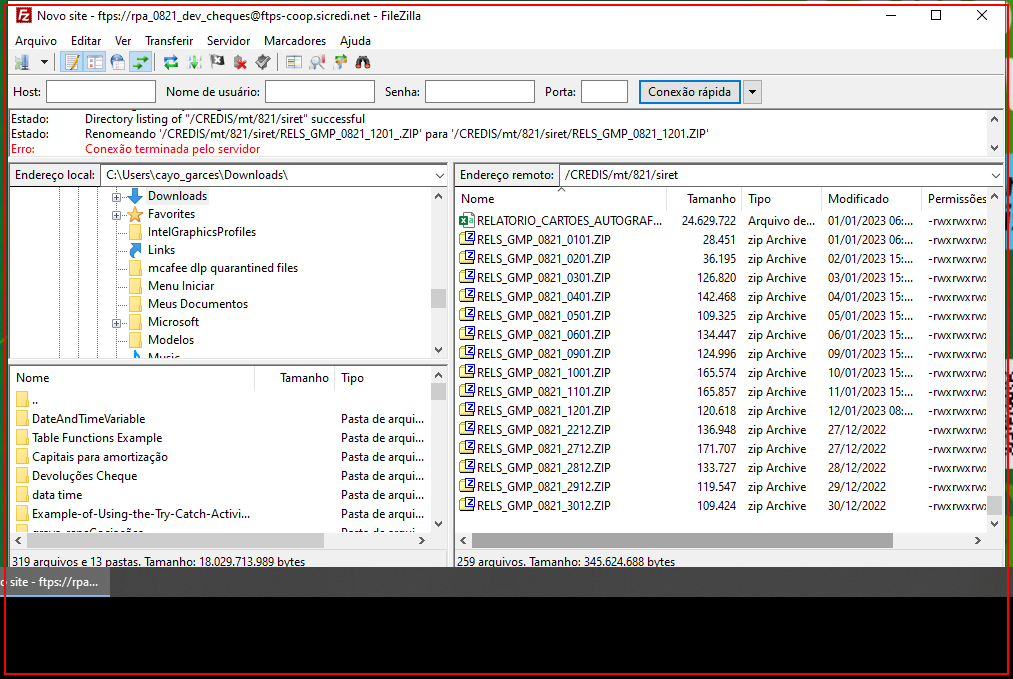 Novo site - ftps://rpa_0821_dev_cheques@ftps-coop.sicredi.net - FileZilla
Arquivo Editar Ver Transferir Servidor Marcadores Ajuda
Host: Nome de usuário: Senha: Porta: Conexão rápida
Estado: Directory listing of "/CREDIS/mt/821/siret" successful
Estado: Renomeando '/CREDIS/mt/821/siret/RELS_GMP_0821_1201_.ZIP' para '/CREDIS/mt/821/siret/RELS_GMP_0821_1201.ZIP'
Erro: Conexão terminada pelo servidor
Endereço local: C:\Users\cayo_garces\Downloads\
Downloads
Favorites
IntelGraphicsProfiles
Links
mcafee dlp quarantined files
Menu Iniciar
Meus Documentos
Microsoft
Modelos
Music
Nome Tamanho Tipo
..
DateAndTimeVariable Pasta de arqui...
Table Functions Example Pasta de arqui...
Capitais para amortização Pasta de arqui...
Devoluções Cheque Pasta de arqui...
data time Pasta de arqui...
Example-of-Using-the-Try-Catch-Activi... Pasta de arqui...
319 arquivos e 13 pastas. Tamanho: 18.029.713.989 bytes
Endereço remoto: /CREDIS/mt/821/siret
Nome Tamanho Tipo Modificado Permissões
RELATORIO_CARTOES_AUTOGRAF... 24.629.722 Arquivo de... 01/01/2023 06:... -rwxrwxrwx
RELS_GMP_0821_0101.ZIP 28.451 zip Archive 01/01/2023 06:... -rwxrwxrwx
RELS_GMP_0821_0201.ZIP 36.195 zip Archive 02/01/2023 15:... -rwxrwxrwx
RELS_GMP_0821_0301.ZIP 126.820 zip Archive 03/01/2023 15:... -rwxrwxrwx
RELS_GMP_0821_0401.ZIP 142.468 zip Archive 04/01/2023 15:... -rwxrwxrwx
RELS_GMP_0821_0501.ZIP 109.325 zip Archive 05/01/2023 15:... -rwxrwxrwx
RELS_GMP_0821_0601.ZIP 134.447 zip Archive 06/01/2023 15:... -rwxrwxrwx
RELS_GMP_0821_0901.ZIP 124.996 zip Archive 09/01/2023 15:... -rwxrwxrwx
RELS_GMP_0821_1001.ZIP 165.574 zip Archive 10/01/2023 15:... -rwxrwxrwx
RELS_GMP_0821_1101.ZIP 165.857 zip Archive 11/01/2023 15:... -rwxrwxrwx
RELS_GMP_0821_1201.ZIP 120.618 zip Archive 12/01/2023 08:... -rwxrwxrwx
RELS_GMP_0821_2212.ZIP 136.948 zip Archive 27/12/2022 -rwxrwxrwx
RELS_GMP_0821_2712.ZIP 171.707 zip Archive 27/12/2022 -rwxrwxrwx
RELS_GMP_0821_2812.ZIP 133.727 zip Archive 28/12/2022 -rwxrwxrwx
RELS_GMP_0821_2912.ZIP 119.547 zip Archive 29/12/2022 -rwxrwxrwx
RELS_GMP_0821_3012.ZIP 109.424 zip Archive 30/12/2022 -rwxrwxrwx
259 arquivos. Tamanho: 345.624.688 bytes
o site - ftps://rpa...